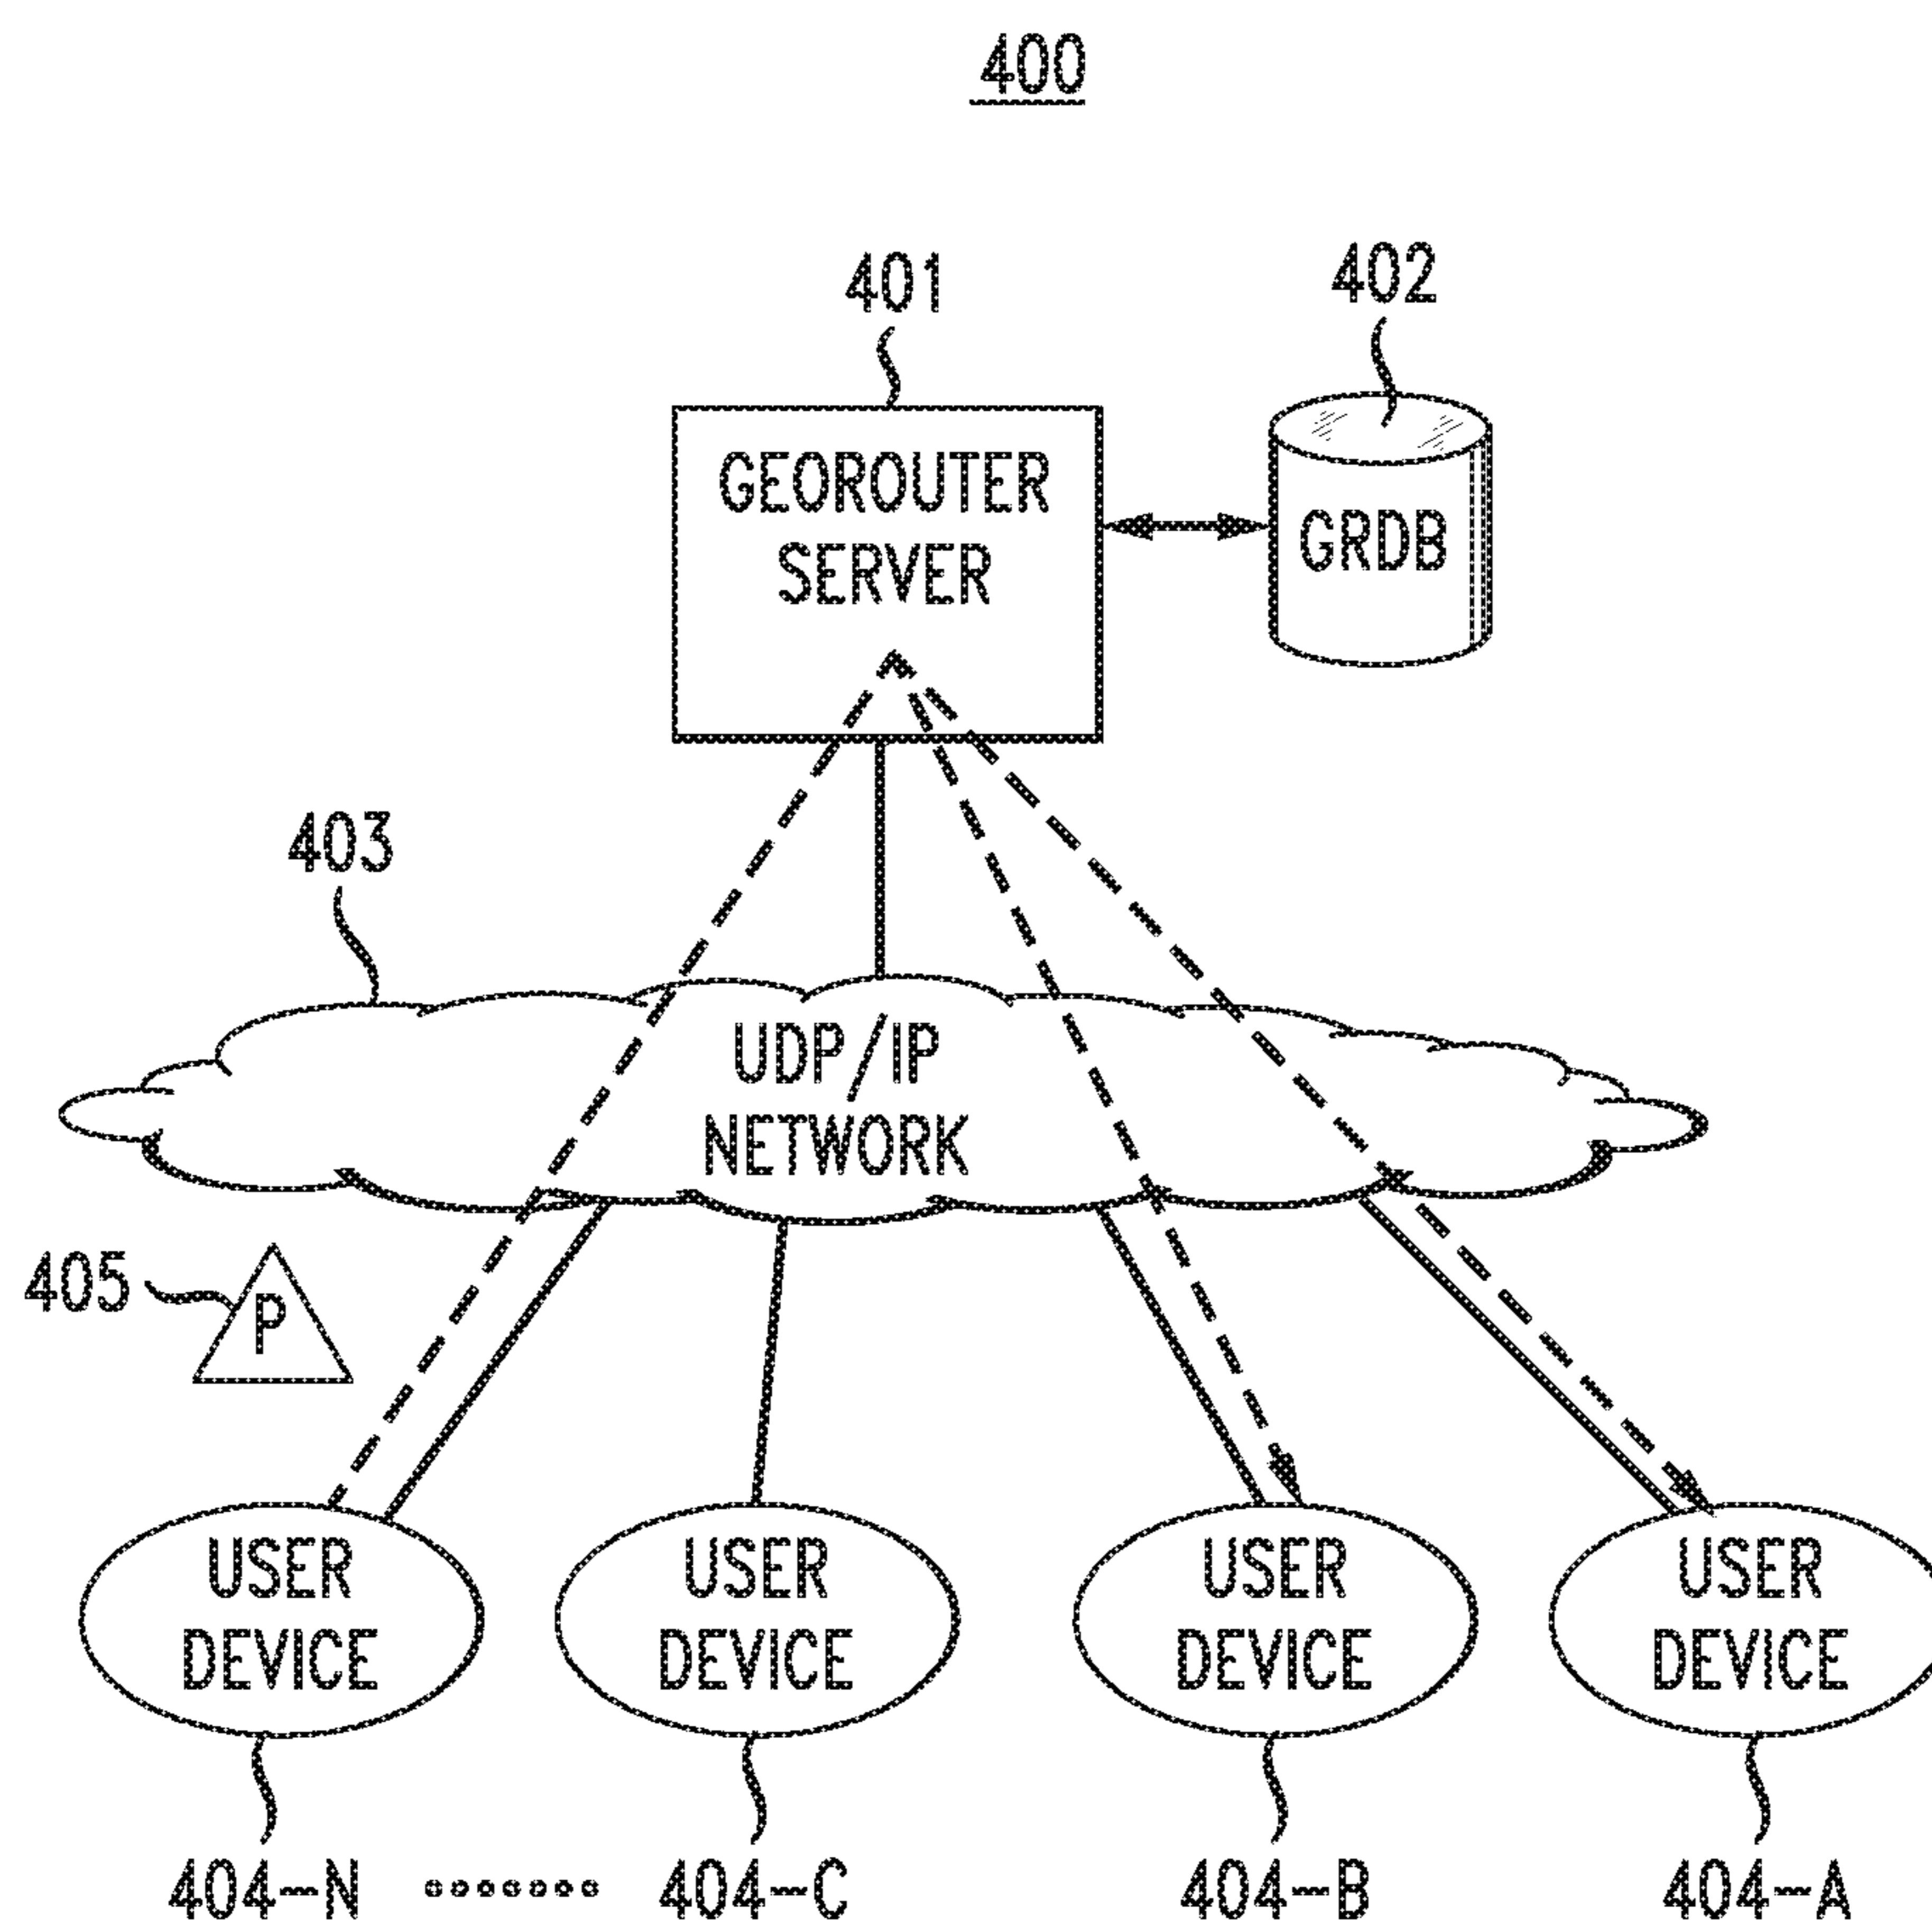 400
401
402
GEOROUTER
SERVER
GRDB
403
UDP/IP
NETWORK
405
P
USER
DEVICE
USER
DEVICE
USER
DEVICE
USER
DEVICE
404-N ....... 404-C 404-B 404-A